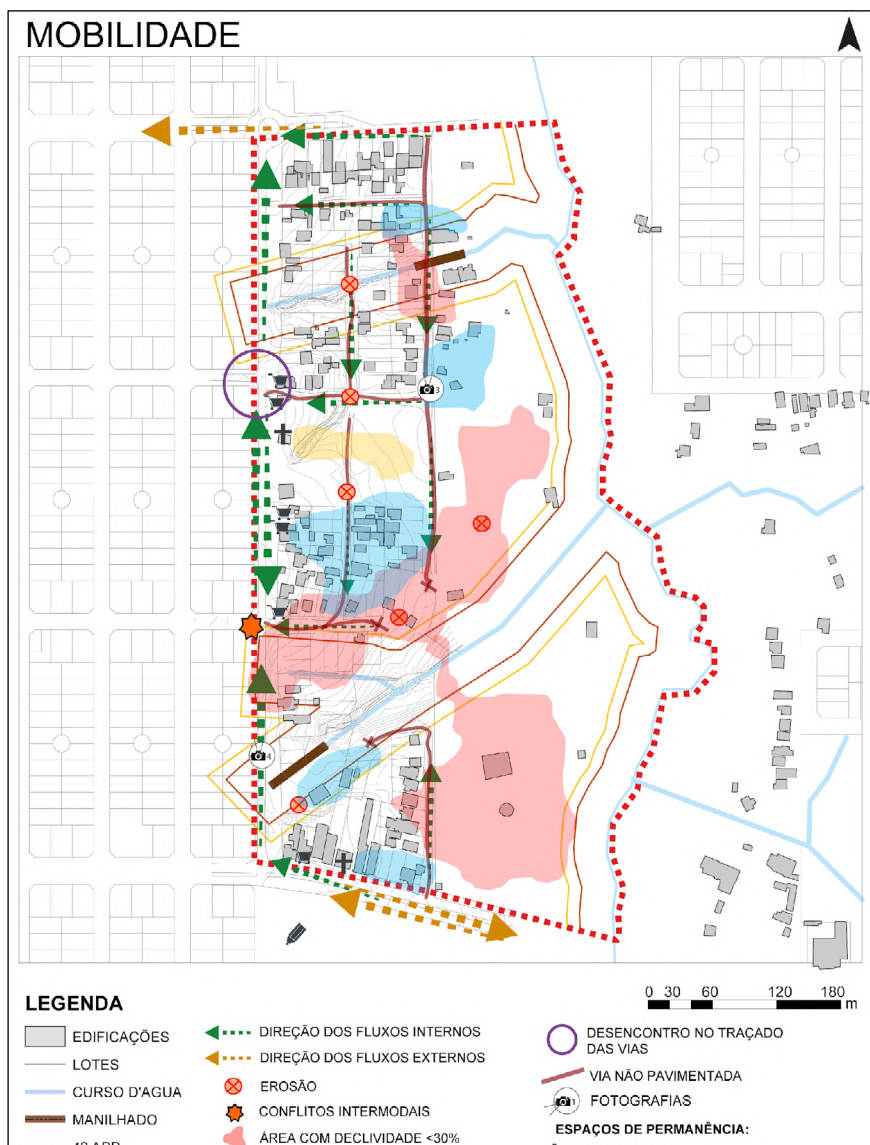 MOBILIDADE
3
4
0 30 60 120 180
m
LEGENDA
EDIFICAÇÕES
LOTES
CURSO D'AGUA
MANILHADO
DIREÇÃO DOS FLUXOS INTERNOS
DIREÇÃO DOS FLUXOS EXTERNOS
EROSÃO
CONFLITOS INTERMODAIS
ÁREA COM DECLIVIDADE <30%
DESENCONTRO NO TRAÇADO
DAS VIAS
VIA NÃO PAVIMENTADA
1 FOTOGRAFIAS
ESPAÇOS DE PERMANÊNCIA: